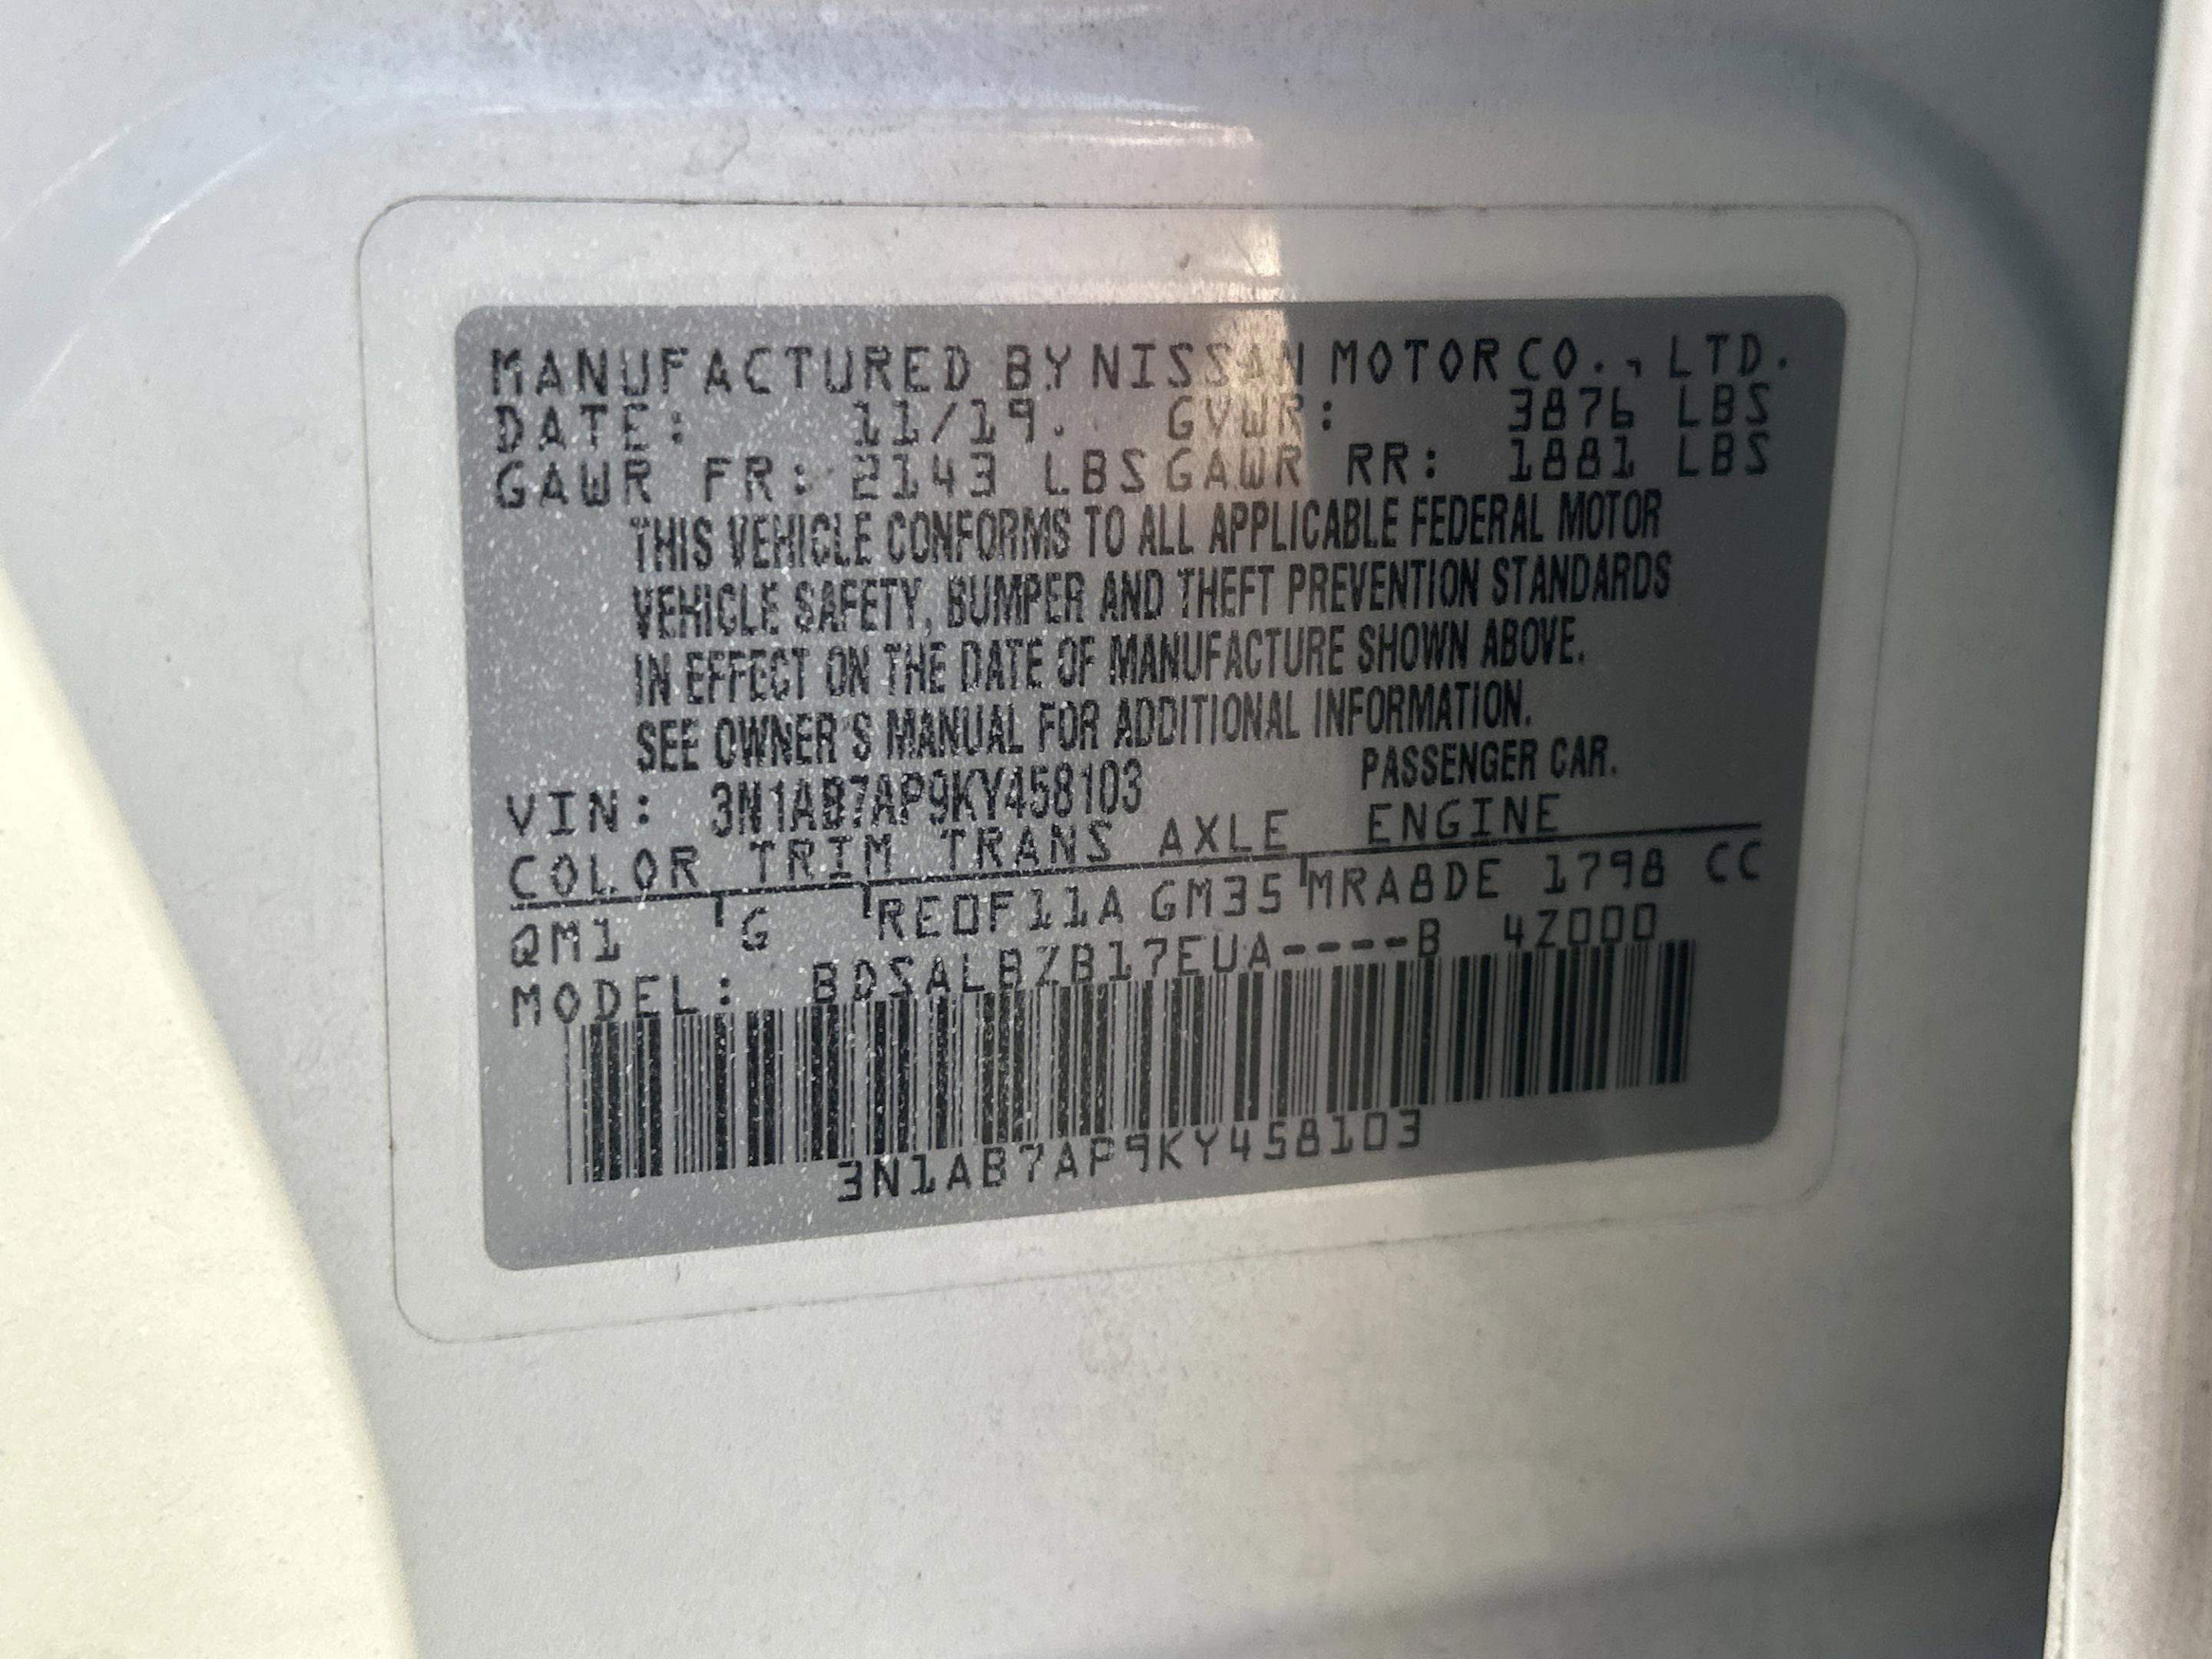 MANUFACTURED BY NISSAN MOTOR CO., LTD.
DATE: 11/19. GVWR: 3876 LBS
GAWR FR: 2143 LBS GAWR RR: 1881 LBS
THIS VEHICLE CONFORMS TO ALL APPLICABLE FEDERAL MOTOR
VEHICLE SAFETY, BUMPER AND THEFT PREVENTION STANDARDS
IN EFFECT ON THE DATE OF MANUFACTURE SHOWN ABOVE.
SEE OWNER'S MANUAL FOR ADDITIONAL INFORMATION.
VIN: 3N1AB7AP9KY458103 PASSENGER CAR.
COLOR TRIM TRANS AXLE ENGINE
QM1 G RE0F11A GM35 MRA8DE 1798 CC
MODEL: BDSALBZB17EUA----B 4Z000
3N1AB7AP9KY458103